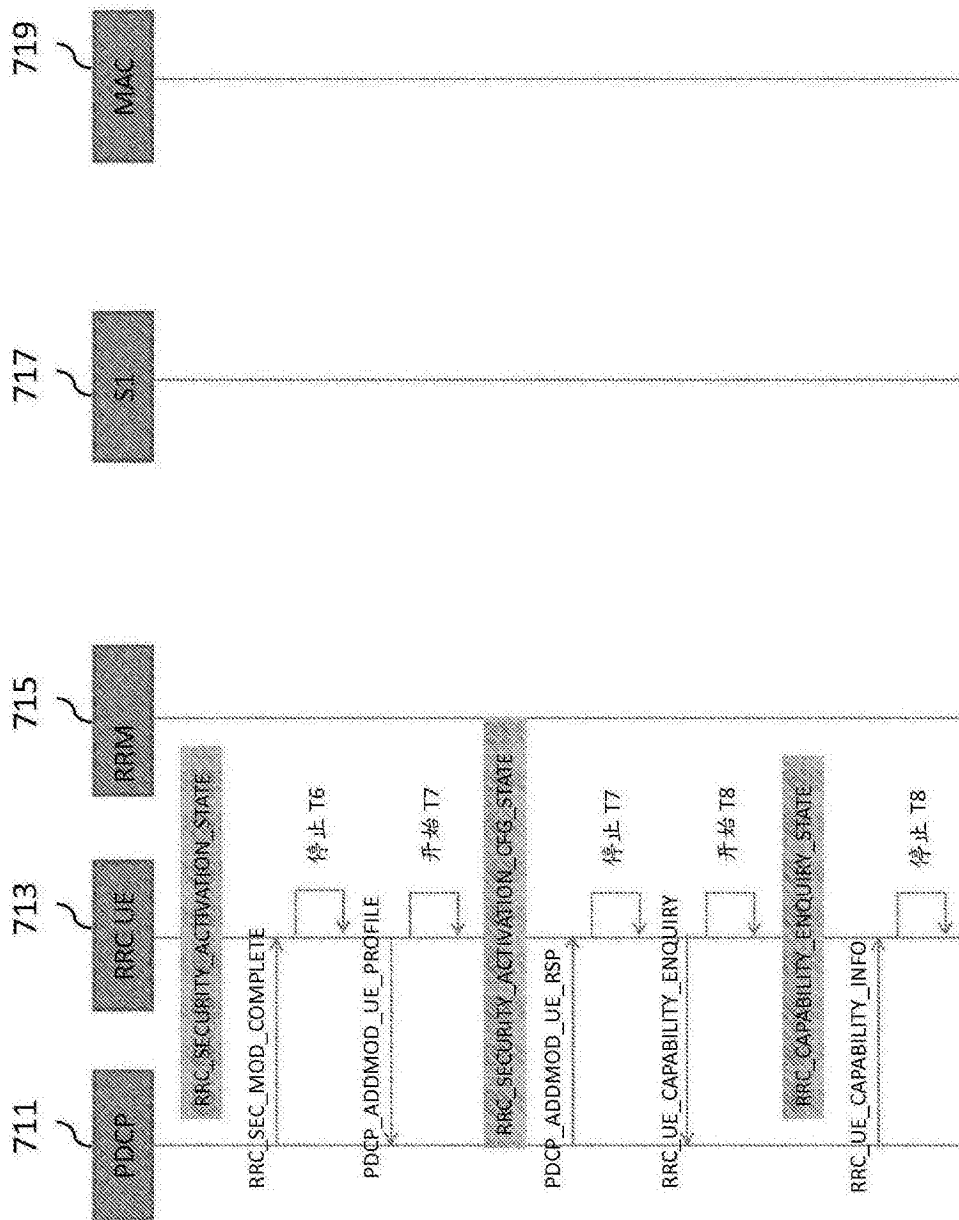 711
713
715
717
719
PDCP
RRC UE
RRM
S1
MAC
RRC_SECURITY_ACTIVATION_STATE
RRC_SEC_MOD_COMPLETE
停止 T6
PDCP_ADDMOD_UE_PROFILE
开始 T7
RRC_SECURITY_ACTIVATION_CFG_STATE
PDCP_ADDMOD_UE_RSP
停止 T7
RRC_UE_CAPABILITY_ENQUIRY
开始 T8
RRC_CAPABILITY_ENQUIRY_STATE
RRC_UE_CAPABILITY_INFO
停止 T8